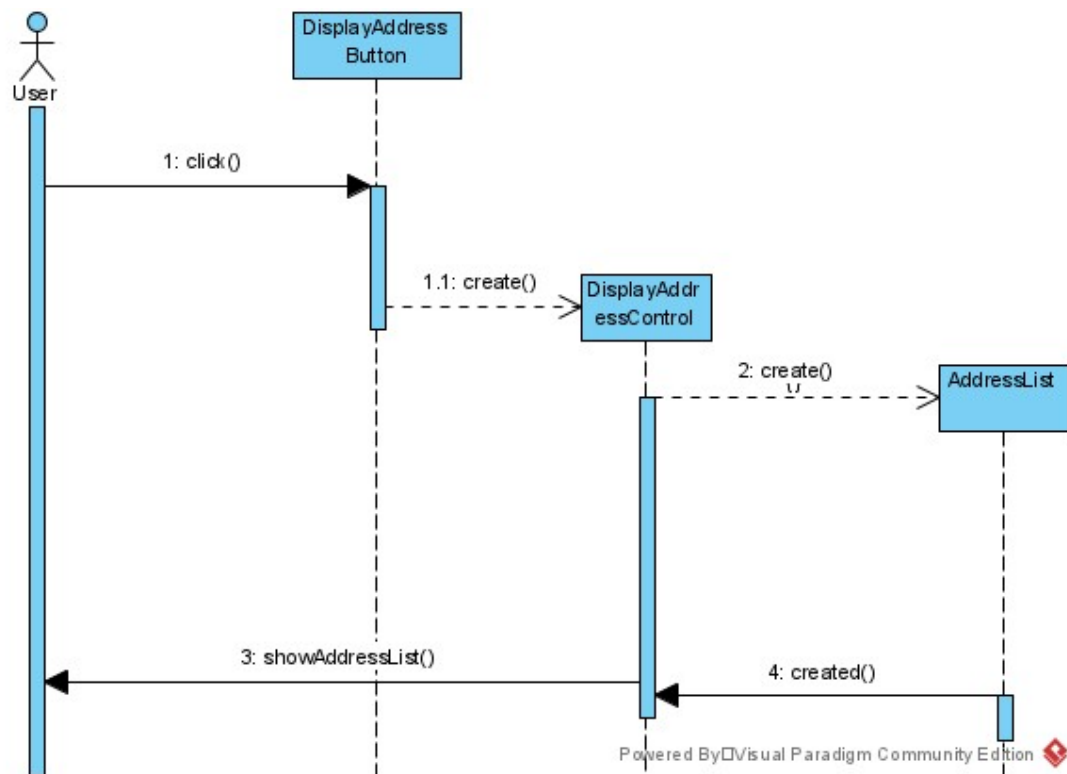 DisplayAddress
Button
User
1: click()
1.1: create()
DisplayAddr
essControl
2: create()
AddressList
3: showAddressList()
4: created()
Powered By□Visual Paradigm Community Edition